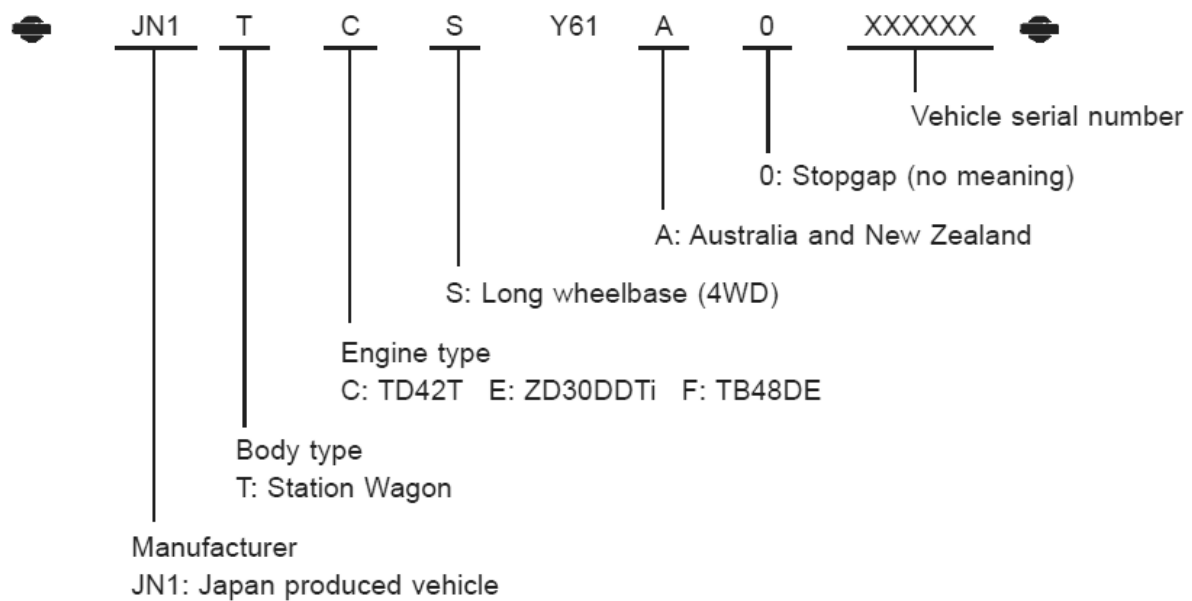 JN1 T C S Y61 A 0 XXXXXX
Vehicle serial number
0: Stopgap (no meaning)
A: Australia and New Zealand
S: Long wheelbase (4WD)
Engine type
C: TD42T E: ZD30DDTi F: TB48DE
Body type
T: Station Wagon
Manufacturer
JN1: Japan produced vehicle